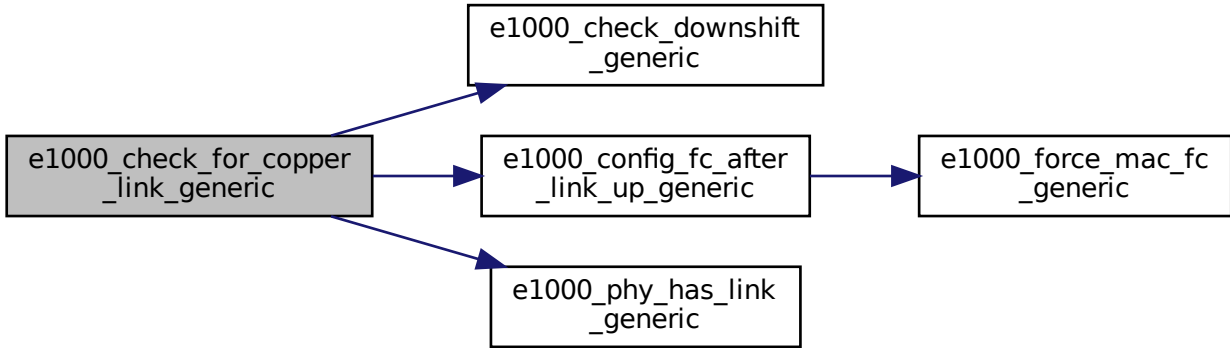 e1000_check_downshift
_generic
e1000_check_for_copper
_link_generic
e1000_config_fc_after
_link_up_generic
e1000_force_mac_fc
_generic
e1000_phy_has_link
_generic